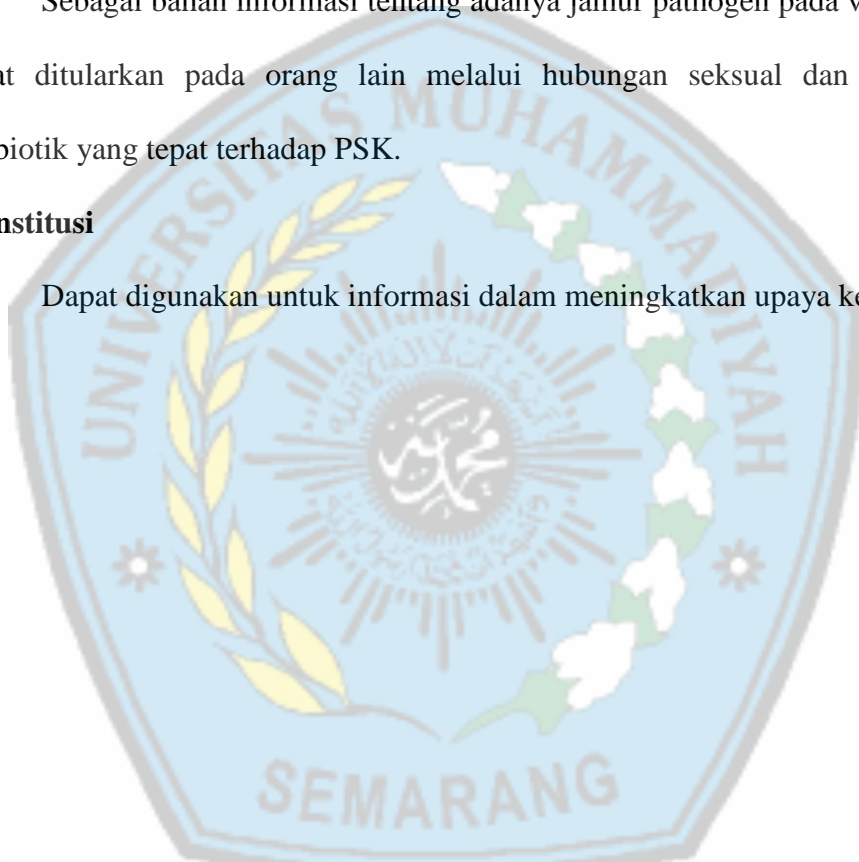 Sebagai bahan informasi tentang adanya jamur pathogen pada
at ditularkan pada orang lain melalui hubungan seksual dan
biotik yang tepat terhadap PSK.
nstitusi
Dapat digunakan untuk informasi dalam meningkatkan upaya ke
UNIVERSITAS MUHAMMADIYAH
SEMARANG